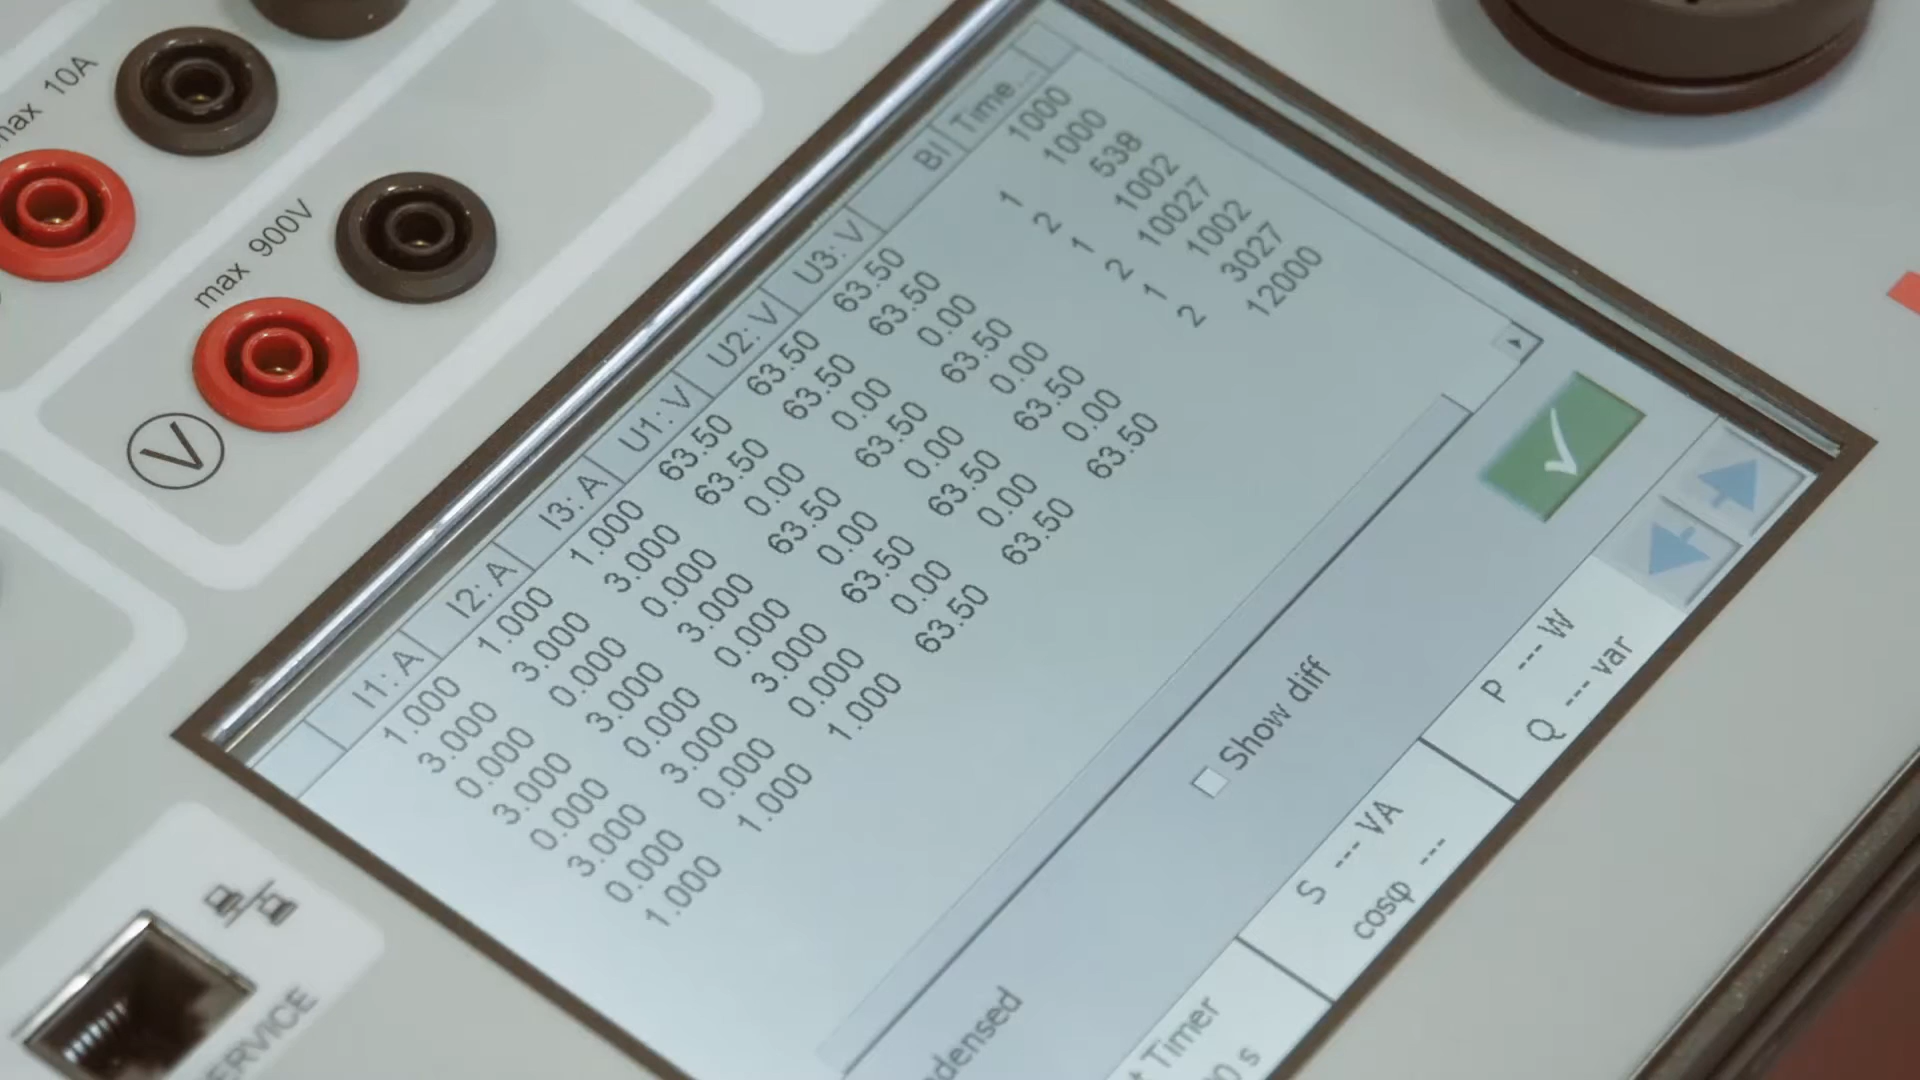 max 10A
max 900V
V
I1: A I2: A I3: A U1: V U2: V U3: V BI Time...
1.000 1.000 1.000 63.50 63.50 63.50 1000
3.000 3.000 3.000 63.50 63.50 63.50 1 1000
0.000 0.000 0.000 0.00 0.00 0.00 2 538
3.000 3.000 3.000 63.50 63.50 63.50 1 1002
0.000 0.000 0.000 0.00 0.00 0.00 2 10027
3.000 3.000 3.000 63.50 63.50 63.50 1 1002
0.000 0.000 0.000 0.00 0.00 0.00 2 3027
1.000 1.000 1.000 63.50 63.50 63.50 12000
Show diff
S --- VA
cosφ ---
P --- W
Q --- var
Timer
s